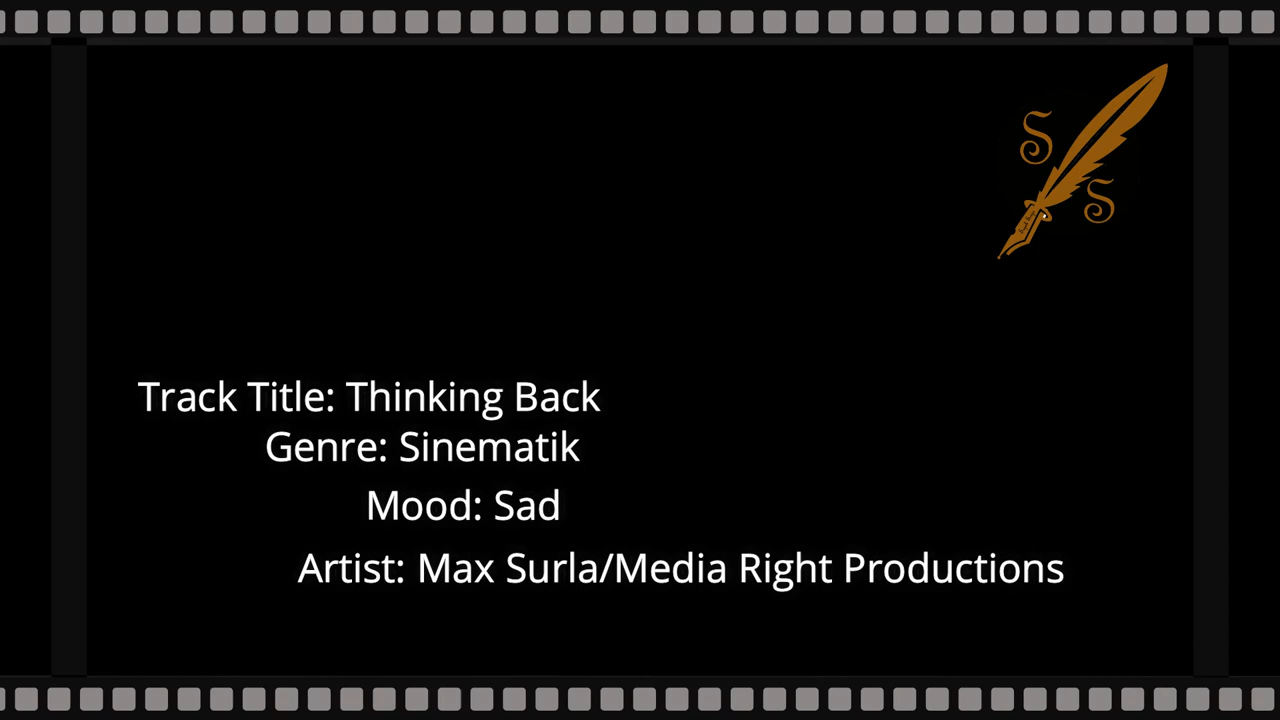 S
S
Track Title: Thinking Back
Genre: Sinematik
Mood: Sad
Artist: Max Surla/Media Right Productions